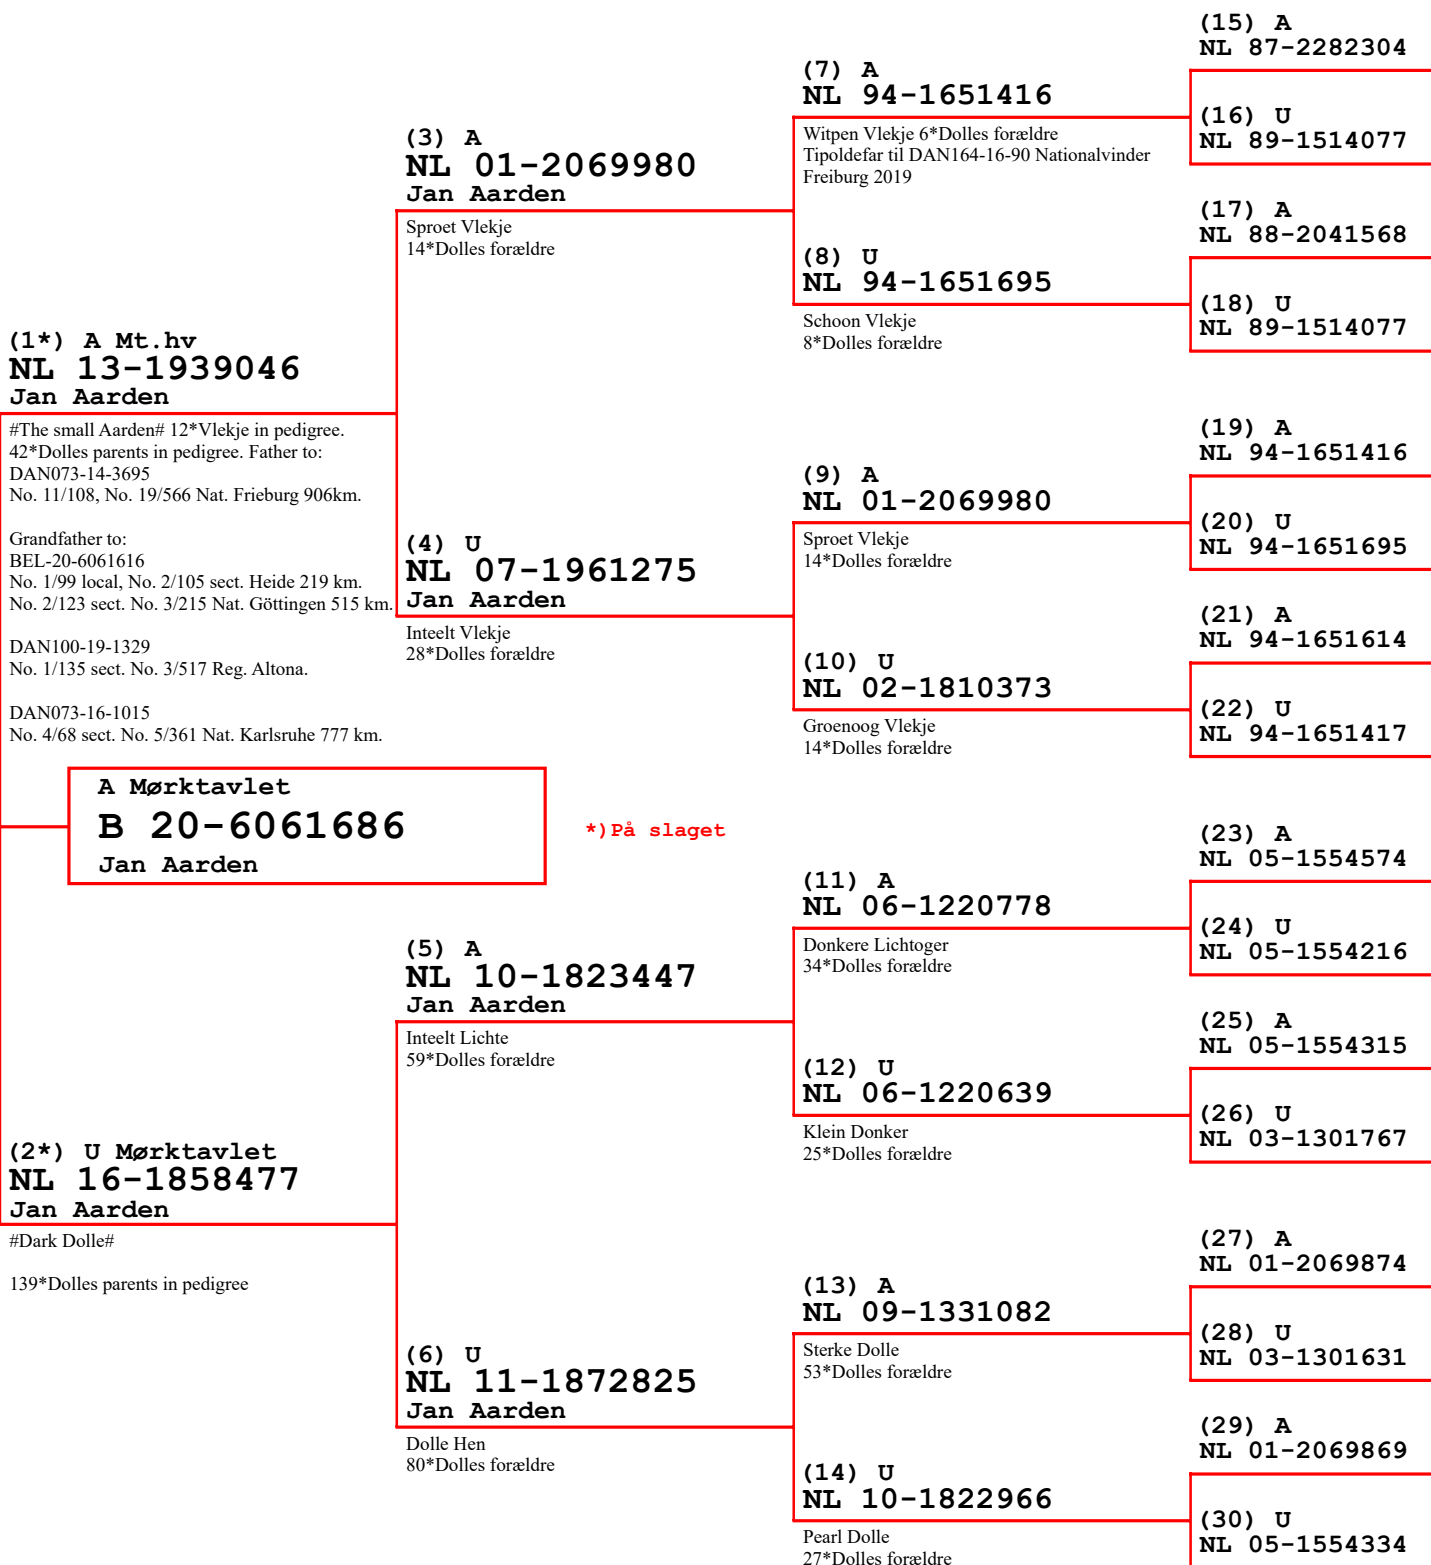 (1*) A Mt.hv
NL 13-1939046
Jan Aarden
#The small Aarden# 12*Vlekje in pedigree.
42*Dolles parents in pedigree. Father to:
DAN073-14-3695
No. 11/108, No. 19/566 Nat. Frieburg 906km.
Grandfather to:
BEL-20-6061616
No. 1/99 local, No. 2/105 sect. Heide 219 km.
No. 2/123 sect. No. 3/215 Nat. Göttingen 515 km.
DAN100-19-1329
No. 1/135 sect. No. 3/517 Reg. Altona.
DAN073-16-1015
No. 4/68 sect. No. 5/361 Nat. Karlsruhe 777 km.
A Mørktavlet
B 20-6061686
Jan Aarden
*)På slaget
(2*) U Mørktavlet
NL 16-1858477
Jan Aarden
#Dark Dolle#
139*Dolles parents in pedigree
(3) A
NL 01-2069980
Jan Aarden
Sproet Vlekje
14*Dolles forældre
(4) U
NL 07-1961275
Jan Aarden
Inteelt Vlekje
28*Dolles forældre
(5) A
NL 10-1823447
Jan Aarden
Inteelt Lichte
59*Dolles forældre
(6) U
NL 11-1872825
Jan Aarden
Dolle Hen
80*Dolles forældre
(7) A
NL 94-1651416
Witpen Vlekje 6*Dolles forældre
Tipoldefar til DAN164-16-90 Nationalvinder
Freiburg 2019
(8) U
NL 94-1651695
Schoon Vlekje
8*Dolles forældre
(9) A
NL 01-2069980
Sproet Vlekje
14*Dolles forældre
(10) U
NL 02-1810373
Groenoog Vlekje
14*Dolles forældre
(11) A
NL 06-1220778
Donkere Lichtoger
34*Dolles forældre
(12) U
NL 06-1220639
Klein Donker
25*Dolles forældre
(13) A
NL 09-1331082
Sterke Dolle
53*Dolles forældre
(14) U
NL 10-1822966
Pearl Dolle
27*Dolles forældre
(15) A
NL 87-2282304
(16) U
NL 89-1514077
(17) A
NL 88-2041568
(18) U
NL 89-1514077
(19) A
NL 94-1651416
(20) U
NL 94-1651695
(21) A
NL 94-1651614
(22) U
NL 94-1651417
(23) A
NL 05-1554574
(24) U
NL 05-1554216
(25) A
NL 05-1554315
(26) U
NL 03-1301767
(27) A
NL 01-2069874
(28) U
NL 03-1301631
(29) A
NL 01-2069869
(30) U
NL 05-1554334